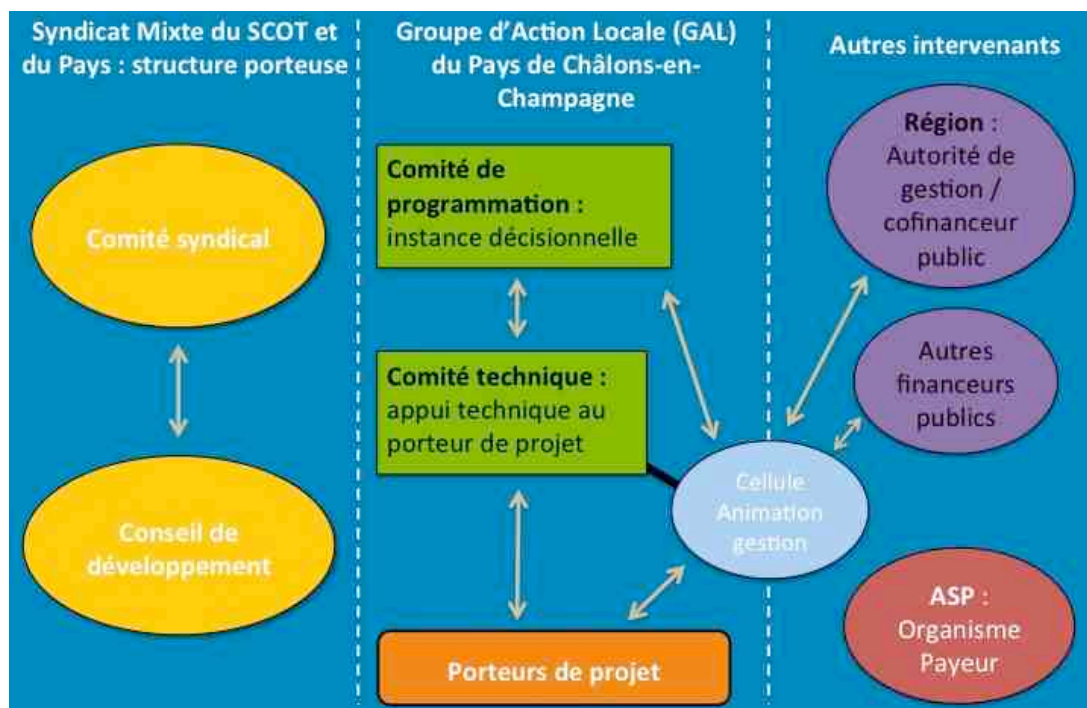 Syndicat Mixte du SCOT et
du Pays : structure porteuse
Comité syndical
Conseil de
développement
Groupe d'Action Locale (GAL)
du Pays de Châlons-en-
Champagne
Comité de
programmation :
instance décisionnelle
Comité technique :
appui technique au
porteur de projet
Cellule
Animation
gestion
Porteurs de projet
Autres intervenants
Région :
Autorité de
gestion /
cofinanceur
public
Autres
financeurs
publics
ASP :
Organisme
Payeur